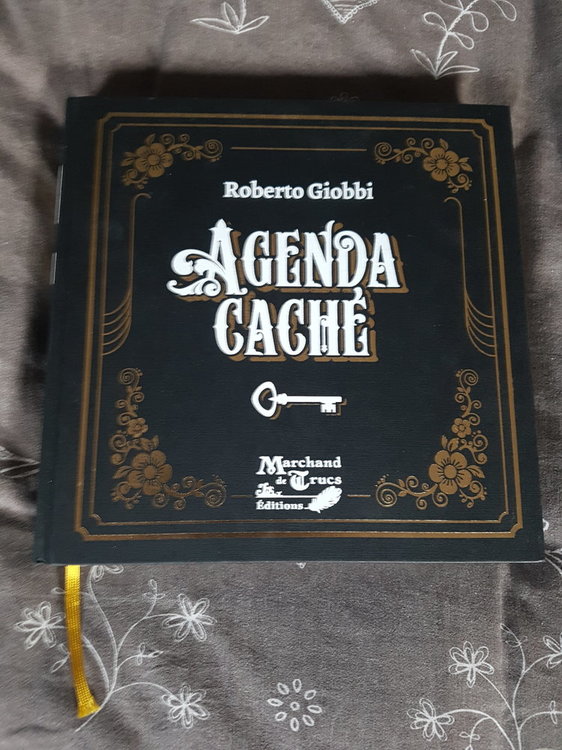 Roberto Giobbi
AGENDA
CACHÉ
Marchand
de Trucs
Éditions